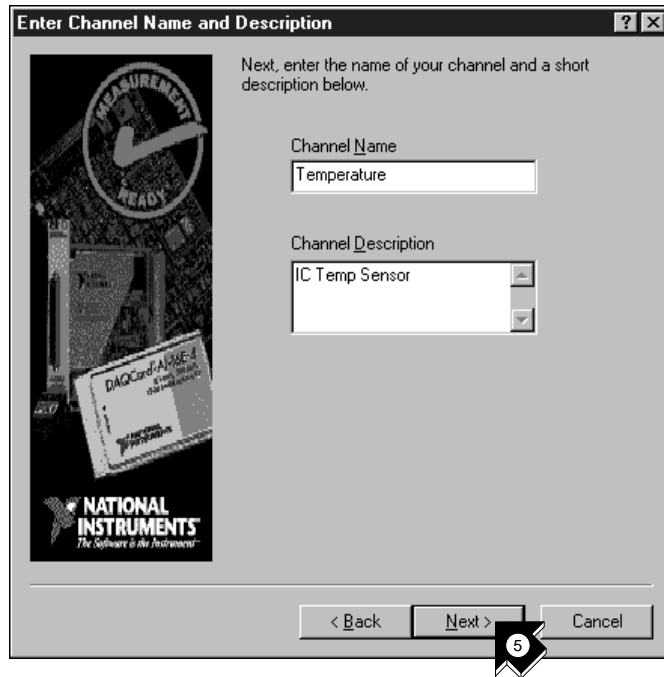 Enter Channel Name and Description
Next, enter the name of your channel and a short
description below.
MEASUREMENT
READY
Channel Name
Temperature
Channel Description
IC Temp Sensor
DAQCard-AI-16E-4
NATIONAL
INSTRUMENTS
NATIONAL
INSTRUMENTS™
The Software is the Instrument
< Back
Next >
Cancel
5